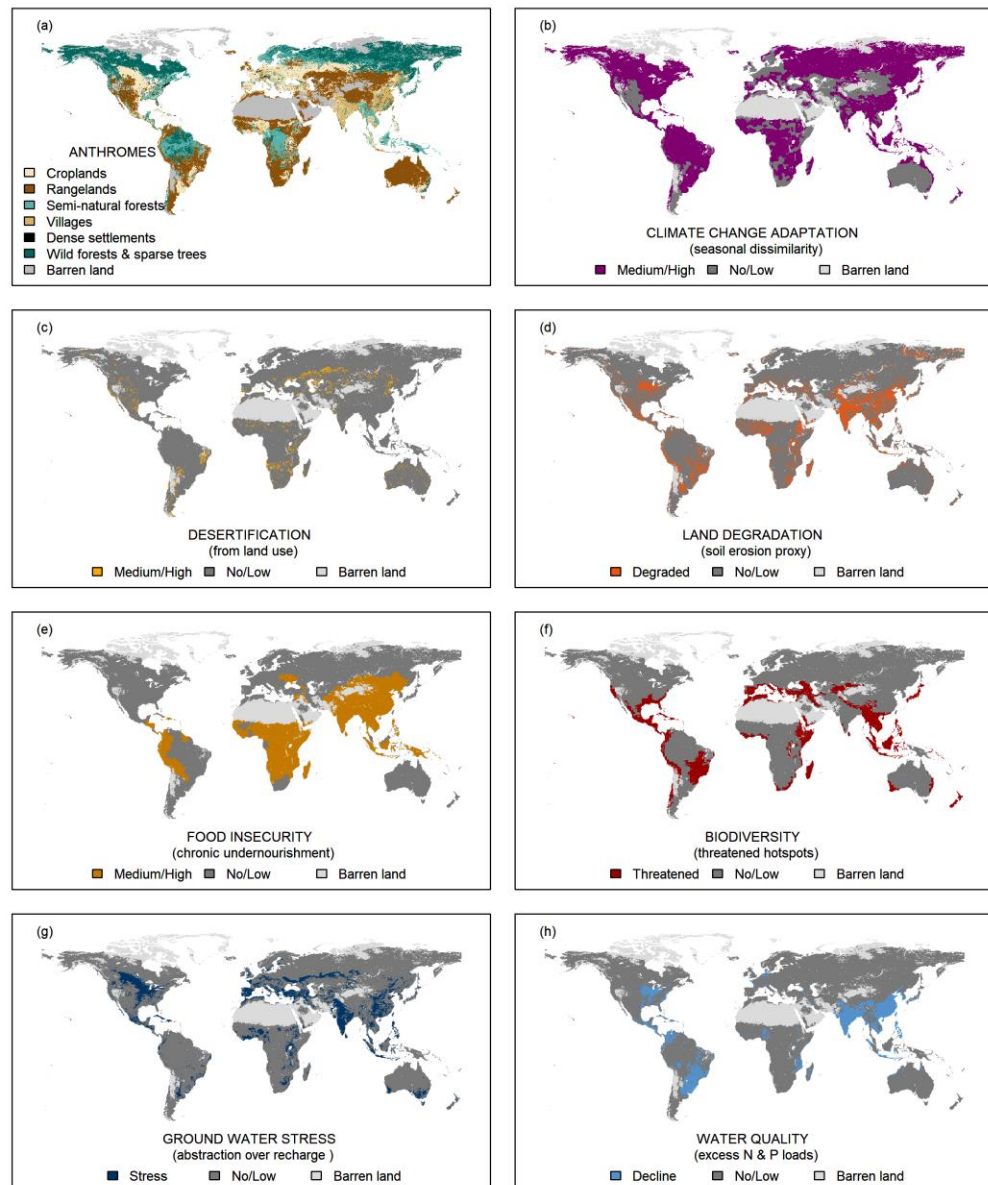 (a)
ANTHROMES
Croplands
Rangelands
Semi-natural forests
Villages
Dense settlements
Wild forests & sparse trees
Barren land
(b)
CLIMATE CHANGE ADAPTATION
(seasonal dissimilarity)
Medium/High No/Low Barren land
(c)
DESERTIFICATION
(from land use)
Medium/High No/Low Barren land
(d)
LAND DEGRADATION
(soil erosion proxy)
Degraded No/Low Barren land
(e)
FOOD INSECURITY
(chronic undernourishment)
Medium/High No/Low Barren land
(f)
BIODIVERSITY
(threatened hotspots)
Threatened No/Low Barren land
(g)
GROUND WATER STRESS
(abstraction over recharge )
Stress No/Low Barren land
(h)
WATER QUALITY
(excess N & P loads)
Decline No/Low Barren land